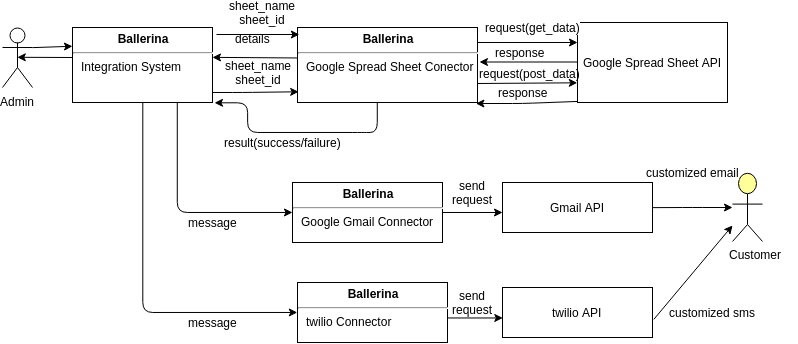 sheet_name
sheet_id
Ballerina
Integration System
details
sheet_name
sheet_id
Ballerina
Google Spread Sheet Conector
request(get_data)
response
request(post_data)
response
Google Spread Sheet API
Admin
result(success/failure)
message
Ballerina
Google Gmail Connector
send
request
Gmail API
customized email
Customer
message
Ballerina
twilio Connector
send
request
twilio API
customized sms